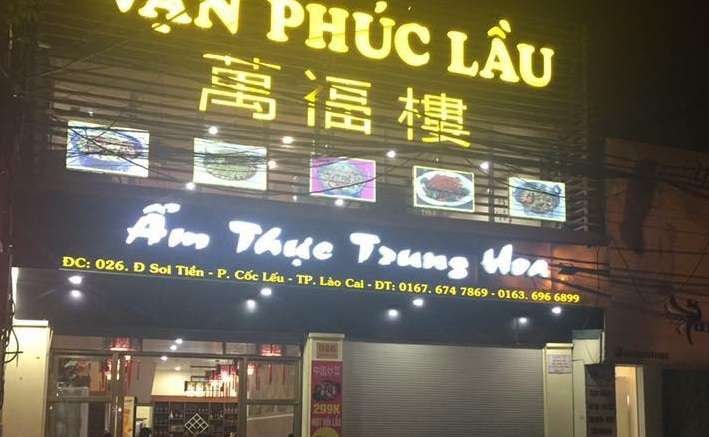 VẠN PHÚC LẦU
萬福樓
Ẩm Thực Trung Hoa
ĐC: 026. Đ Soi Tiền - P. Cốc Lếu - TP. Lào Cai - ĐT: 0167. 674 7869 - 0163. 696 6899
299K